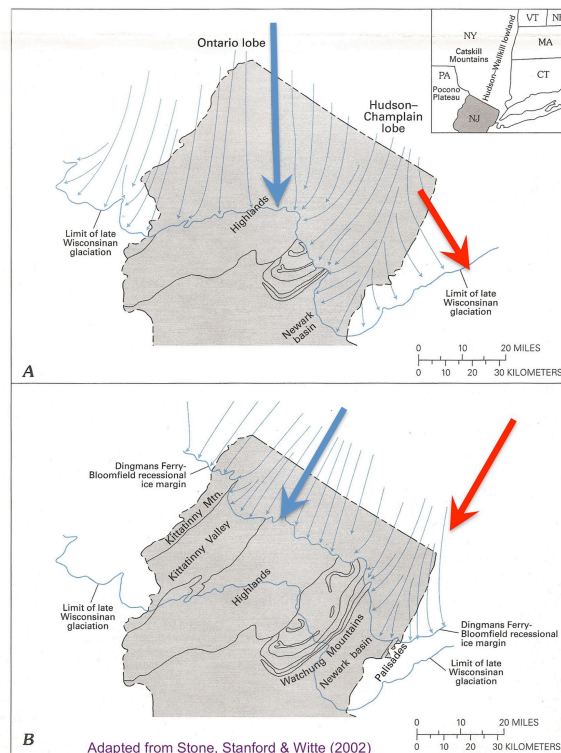 VT
NH
NY
Catskill
Mountains
MA
Hudson–Wallkill lowland
PA
Pocono
Plateau
CT
NJ
Ontario lobe
Hudson–
Champlain
lobe
Limit of late
Wisconsinan
glaciation
Highlands
Newark
basin
Limit of late
Wisconsinan
glaciation
0 10 20 MILES
0 10 20 30 KILOMETERS
A
Dingmans Ferry-
Bloomfield recessional
ice margin
Kittatinny Mtn.
Kittatinny Valley
Highlands
Limit of late
Wisconsinan
glaciation
Watchung Mountains
Newark basin
Palisades
Dingmans Ferry-
Bloomfield recessional
ice margin
Limit of late
Wisconsinan
glaciation
0 10 20 MILES
0 10 20 30 KILOMETERS
B
Adapted from Stone, Stanford & Witte (2002)